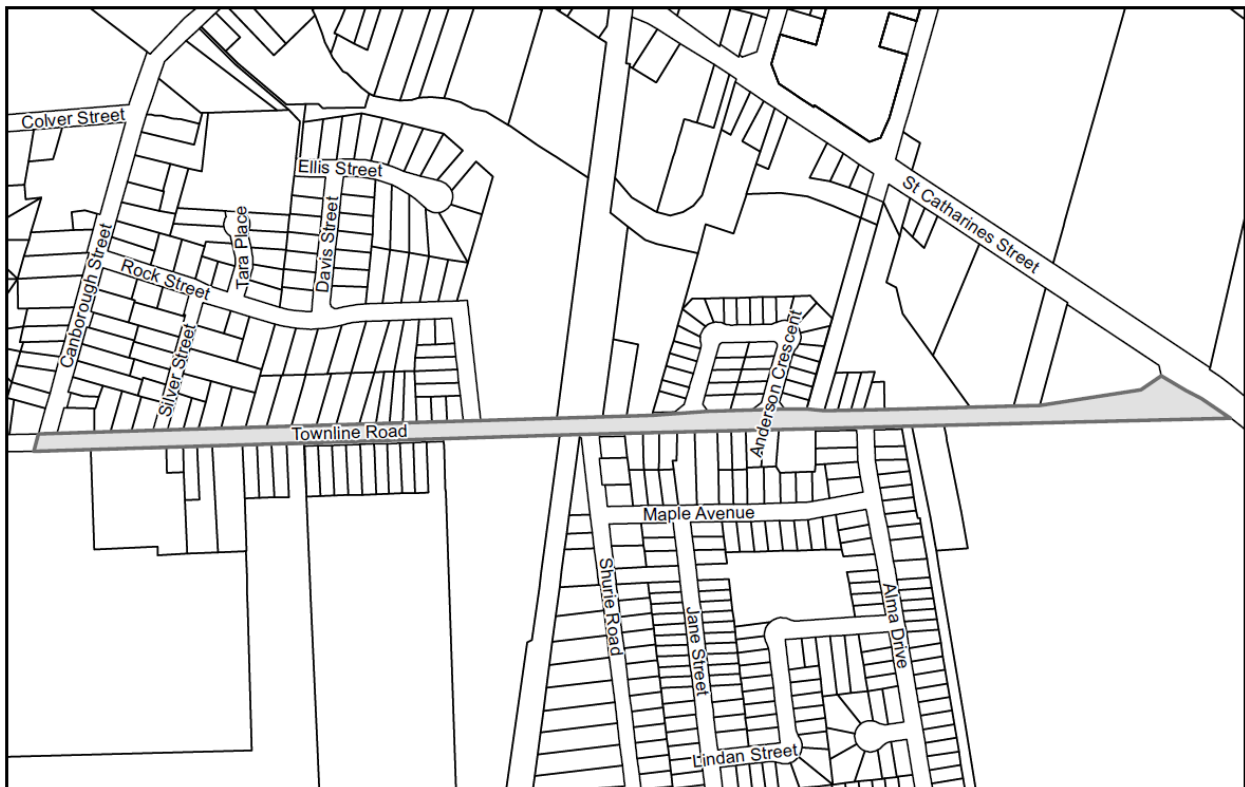 Colver Street
Ellis Street
St Catharines Street
Tara Place
Davis Street
Canborough Street
Rock Street
Silver Street
Anderson Crescent
Townline Road
Maple Avenue
Shurie Road
Jane Street
Alma Drive
Lindan Street